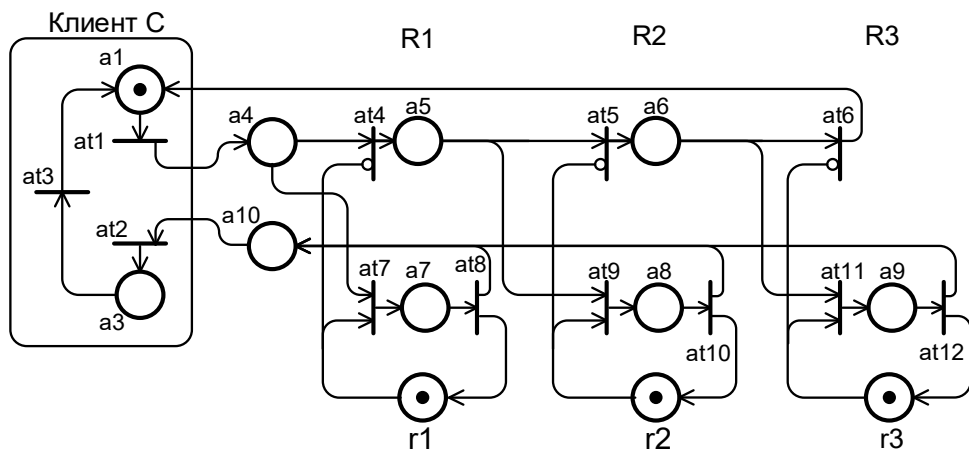 Клиент C
R1
R2
R3
a1
a4
at4
a5
at5
a6
at6
at1
at3
at2
a10
at7
a7
at8
at9
a8
at11
a9
a3
at10
at12
r1
r2
r3